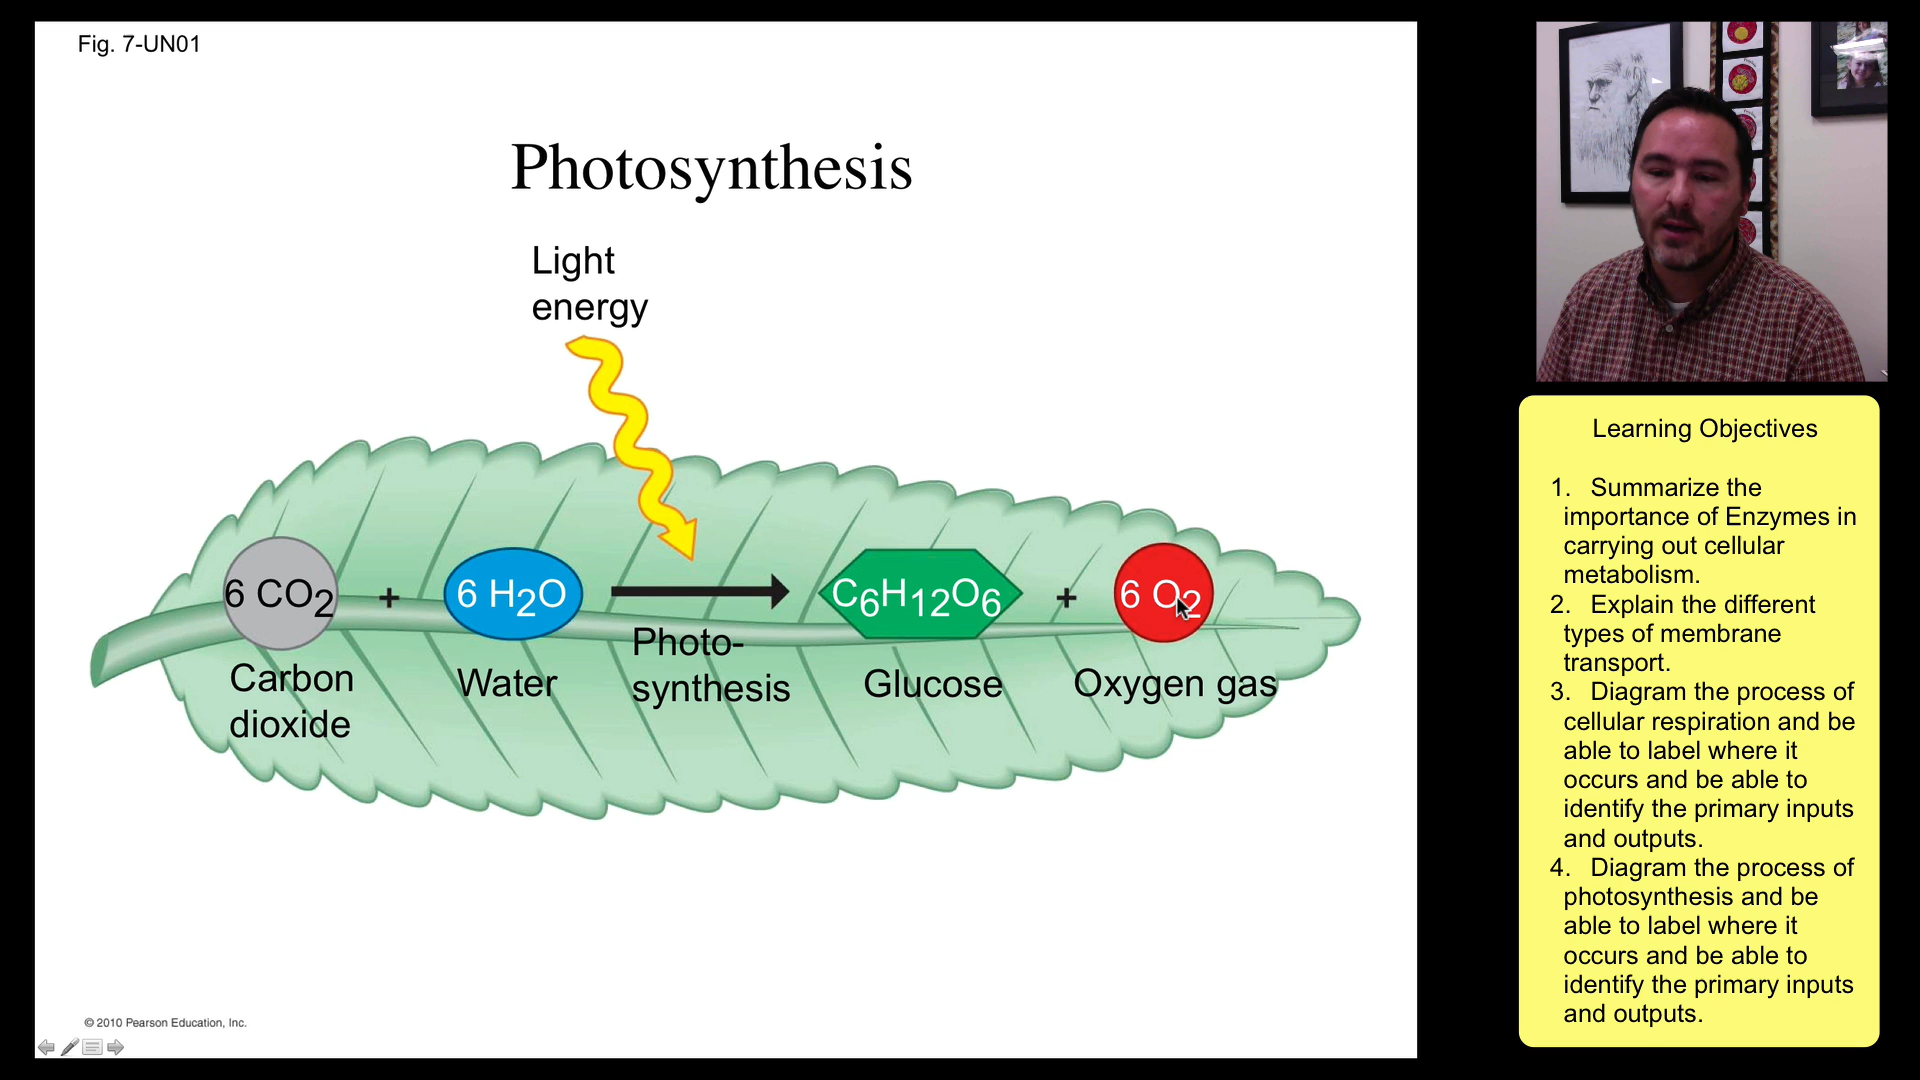 Fig. 7-UN01
Photosynthesis
Light
energy
6 CO2 + 6 H2O C6H12O6 + 6 O2
Photo-
synthesis
Carbon
dioxide
Water
Glucose
Oxygen gas
© 2010 Pearson Education, Inc.
Learning Objectives
1. Summarize the
importance of Enzymes in
carrying out cellular
metabolism.
2. Explain the different
types of membrane
transport.
3. Diagram the process of
cellular respiration and be
able to label where it
occurs and be able to
identify the primary inputs
and outputs.
4. Diagram the process of
photosynthesis and be
able to label where it
occurs and be able to
identify the primary inputs
and outputs.